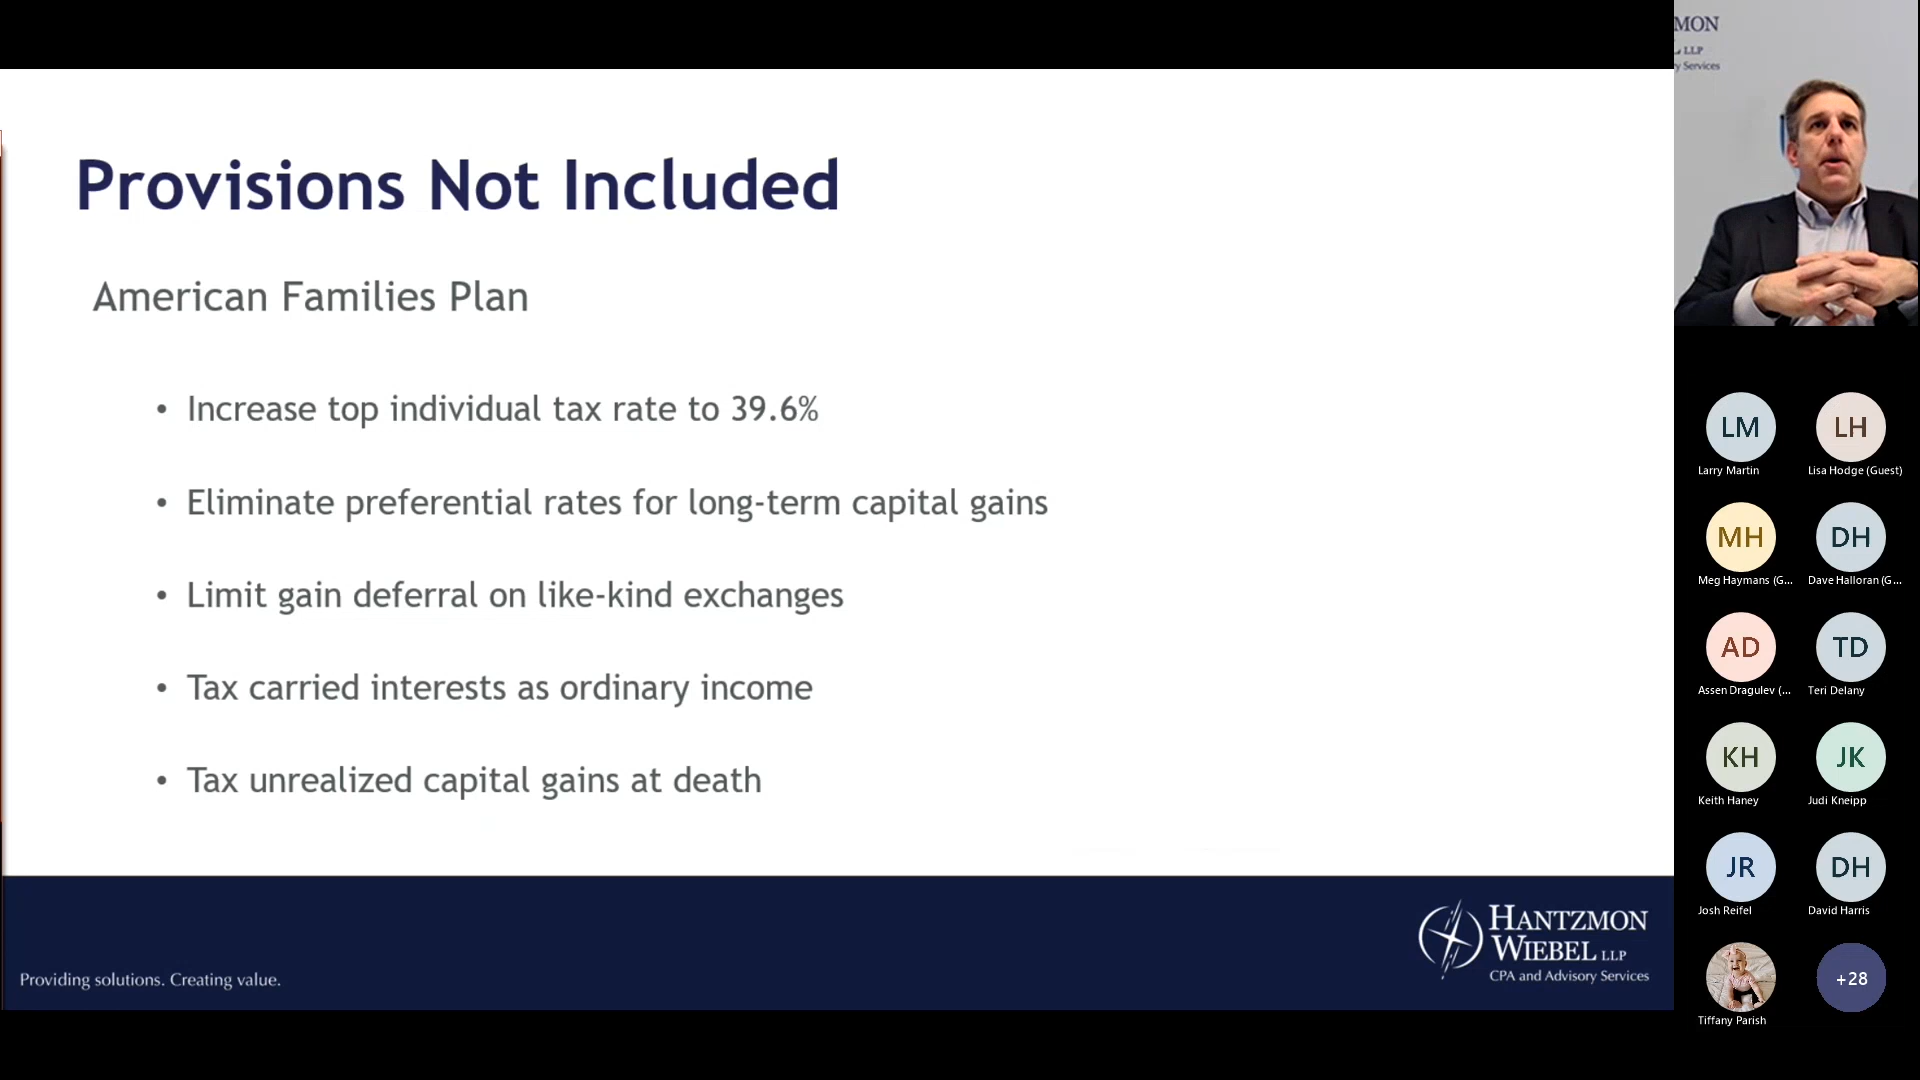 Provisions Not Included
American Families Plan
• Increase top individual tax rate to 39.6%
• Eliminate preferential rates for long-term capital gains
• Limit gain deferral on like-kind exchanges
• Tax carried interests as ordinary income
• Tax unrealized capital gains at death
Providing solutions. Creating value.
HANTZMON
WIEBEL LLP
CPA and Advisory Services
MON
LLP
y Services
LM
LH
Larry Martin
Lisa Hodge (Guest)
MH
DH
Meg Haymans (G...
Dave Halloran (G...
AD
TD
Assen Dragulev (...
Teri Delany
KH
JK
Keith Haney
Judi Kneipp
JR
DH
Josh Reifel
David Harris
+28
Tiffany Parish